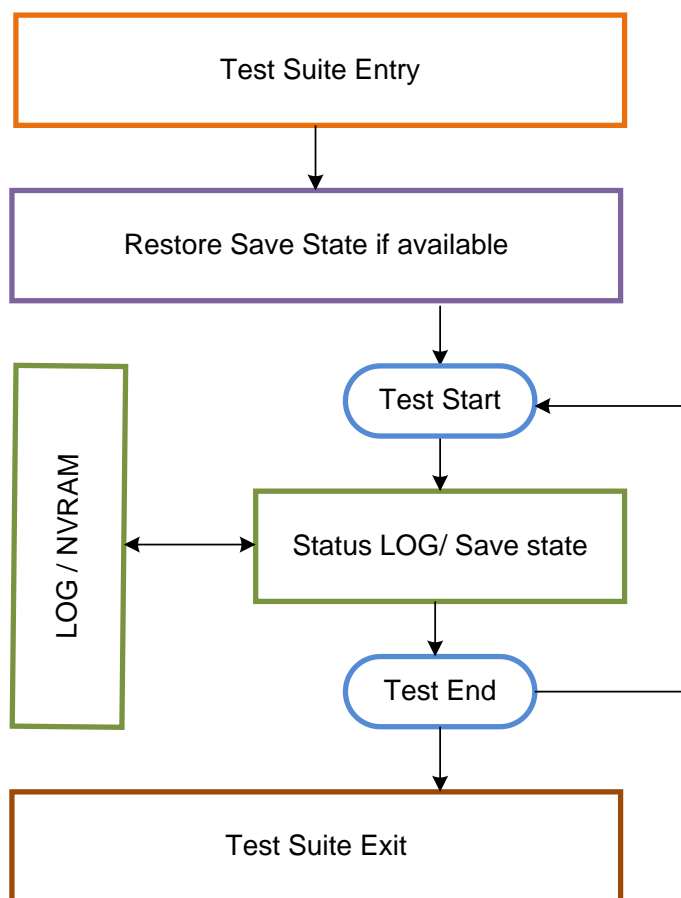 Test Suite Entry
Restore Save State if available
Test Start
LOG / NVRAM
Status LOG/ Save state
Test End
Test Suite Exit